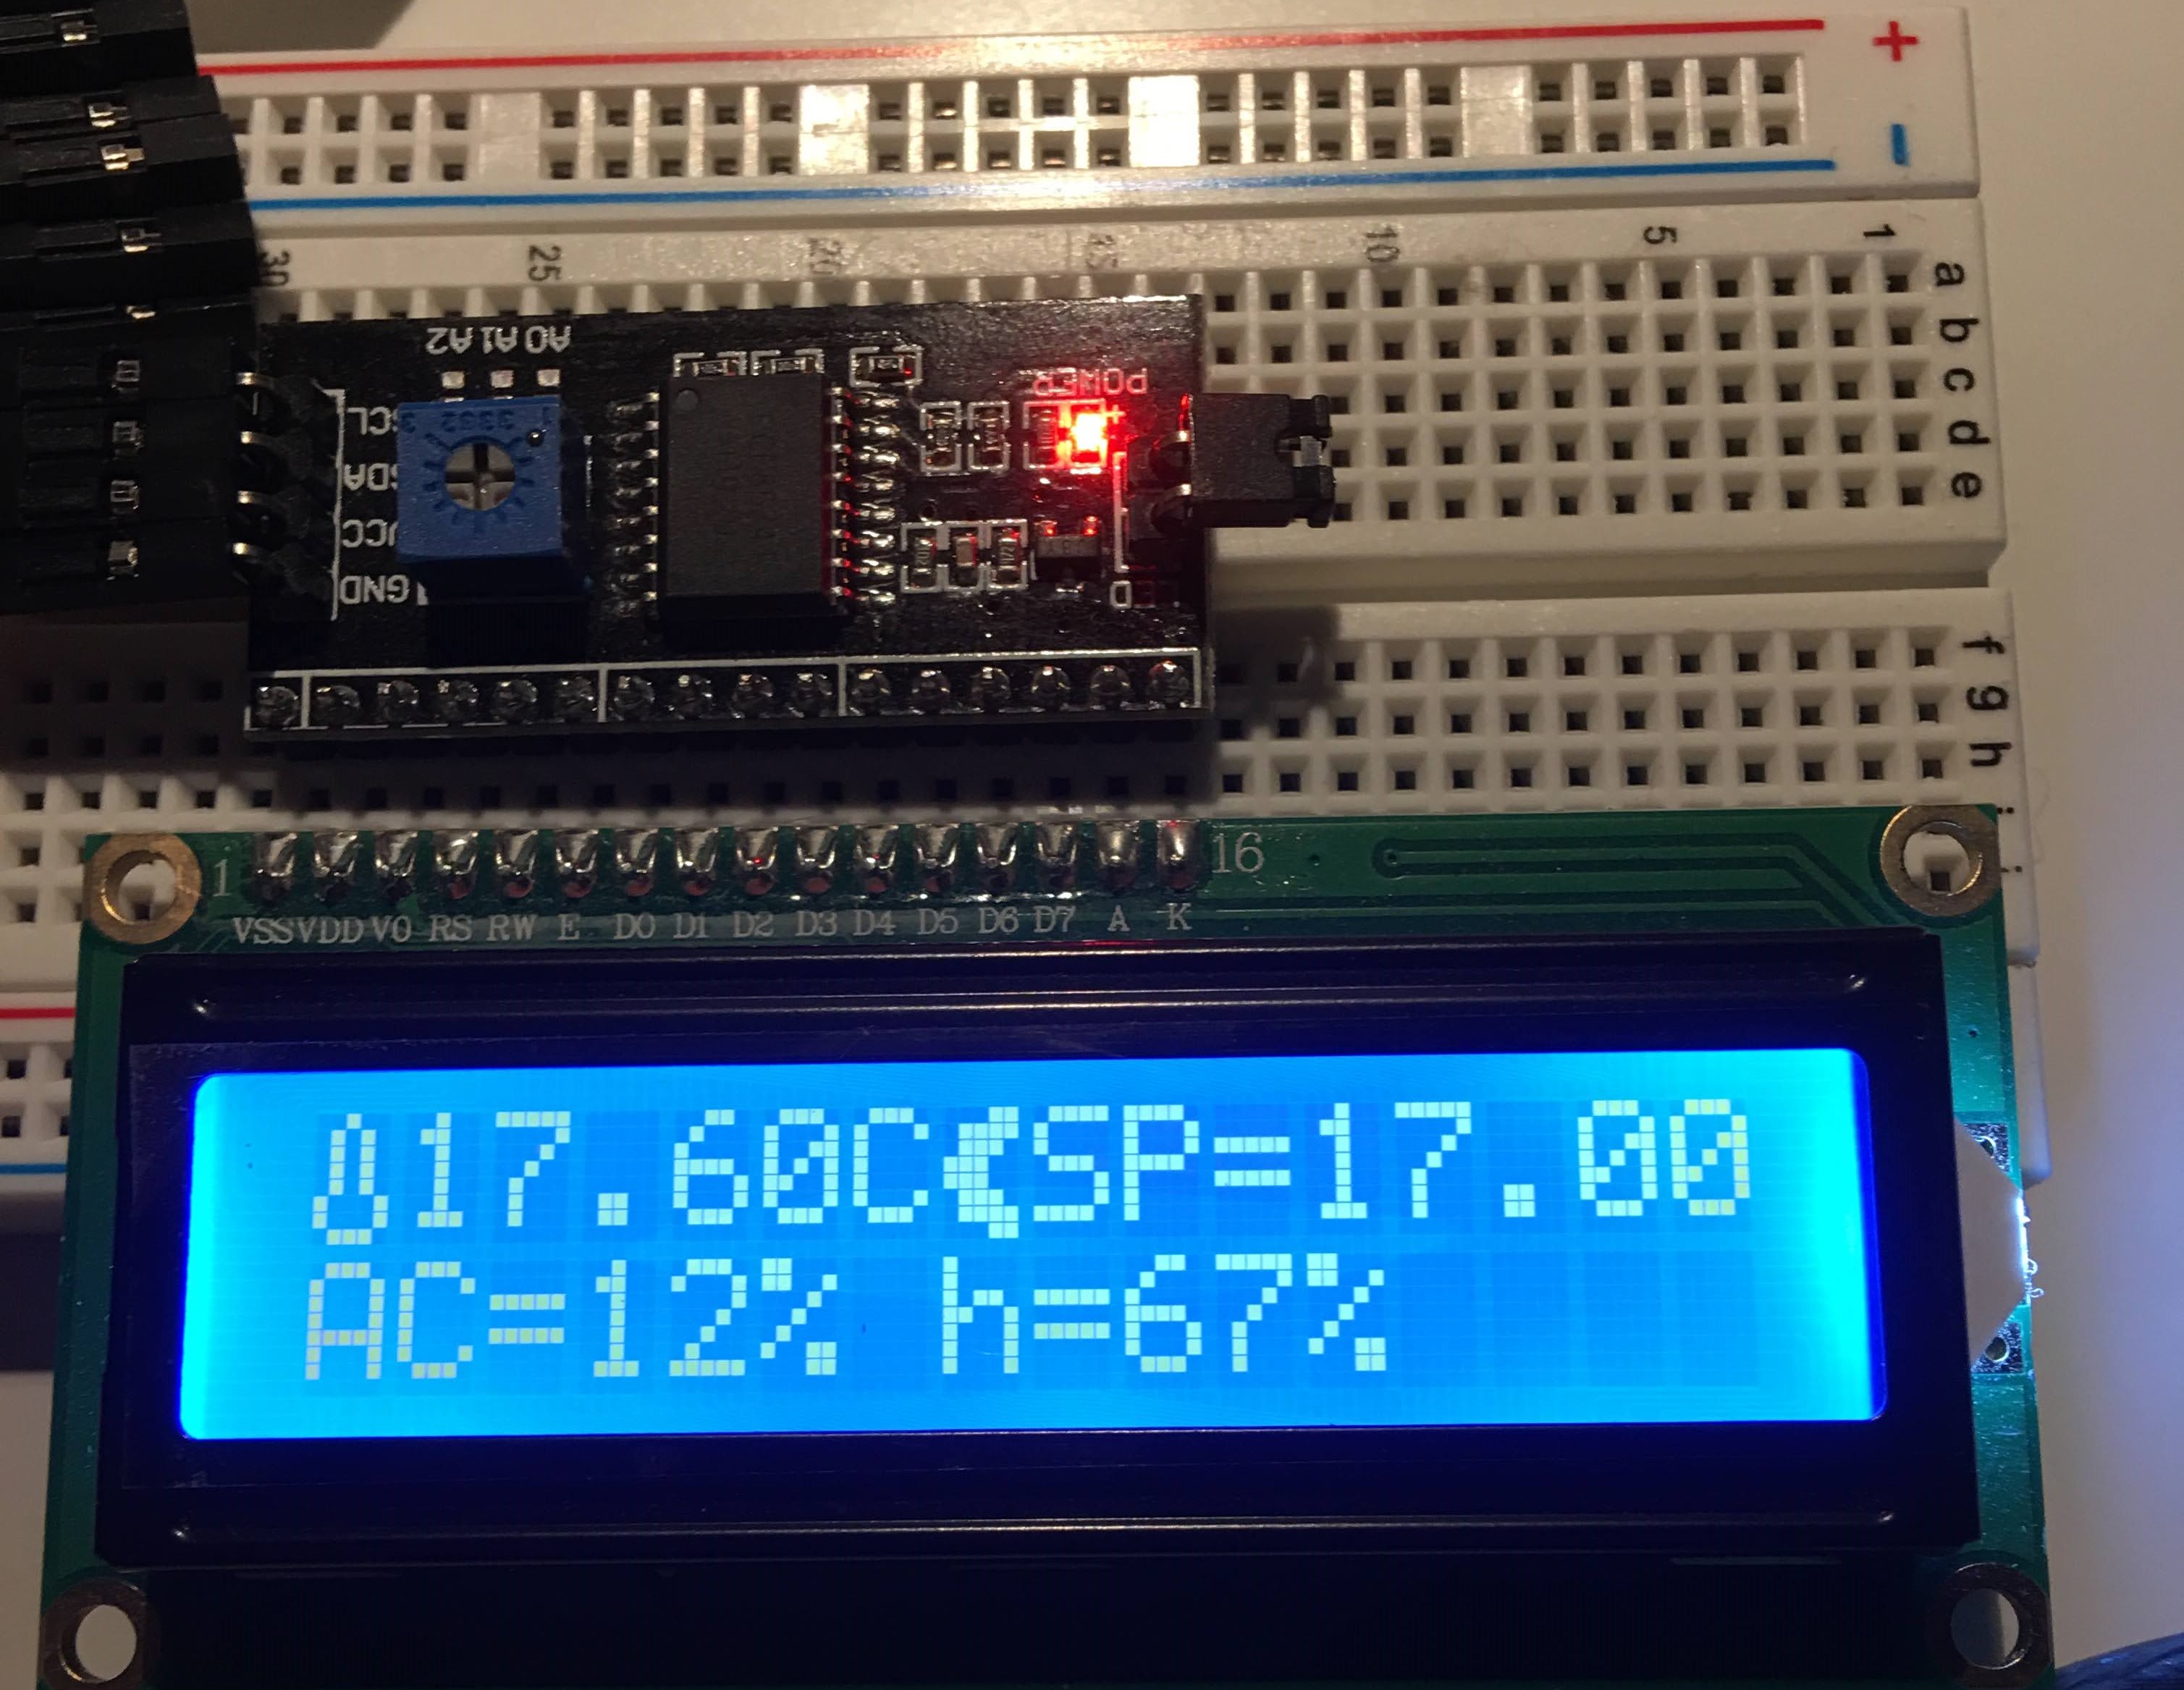 +
-
30 25 20 15 10 5 1
a
b
c
d
e
A0 A1 A2
POWER
+
3362
SCL
SDA
VCC
GND
f
g
h
1 16
VSS VDD V0 RS RW E D0 D1 D2 D3 D4 D5 D6 D7 A K
17.60C SP=17.00
AC=12% h=67%